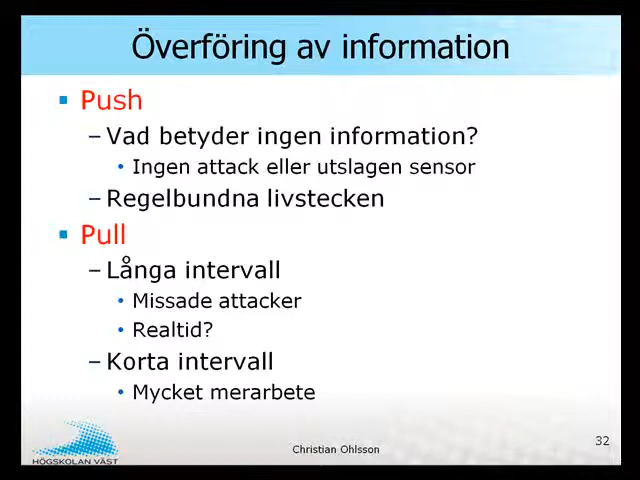 Överföring av information
Push
– Vad betyder ingen information?
• Ingen attack eller utslagen sensor
– Regelbundna livstecken
Pull
– Långa intervall
• Missade attacker
• Realtid?
– Korta intervall
• Mycket merarbete
HÖGSKOLAN VÄST
Christian Ohlsson
32